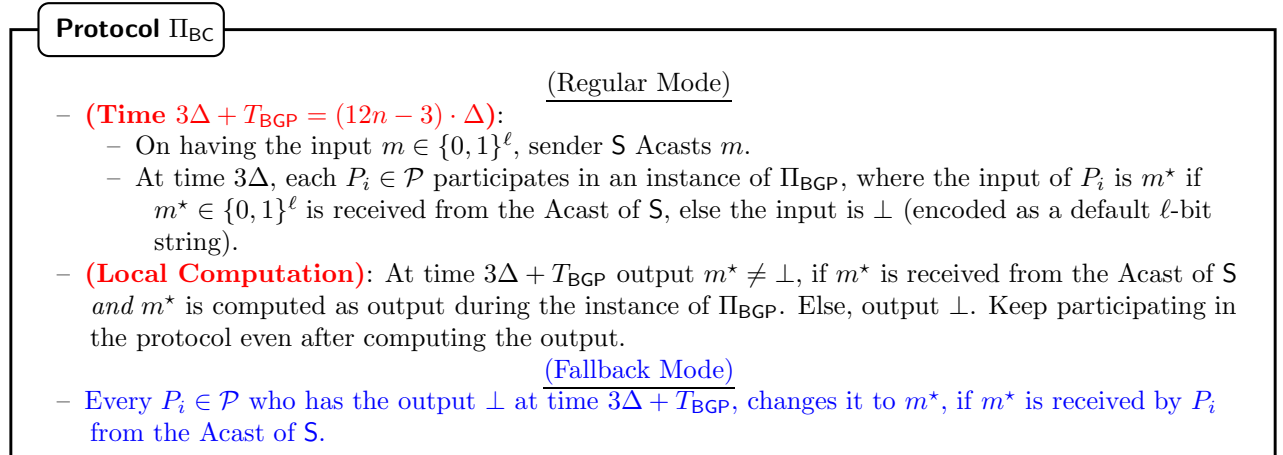 Protocol Π_BC
(Regular Mode)
– (Time 3Δ + T_BGP = (12n − 3) · Δ):
– On having the input m ∈ {0, 1}^ℓ, sender S Acasts m.
– At time 3Δ, each P_i ∈ 𝒫 participates in an instance of Π_BGP, where the input of P_i is m⋆ if
m⋆ ∈ {0, 1}^ℓ is received from the Acast of S, else the input is ⊥ (encoded as a default ℓ-bit
string).
– (Local Computation): At time 3Δ + T_BGP output m⋆ ≠ ⊥, if m⋆ is received from the Acast of S
and m⋆ is computed as output during the instance of Π_BGP. Else, output ⊥. Keep participating in
the protocol even after computing the output.
(Fallback Mode)
– Every P_i ∈ 𝒫 who has the output ⊥ at time 3Δ + T_BGP, changes it to m⋆, if m⋆ is received by P_i
from the Acast of S.